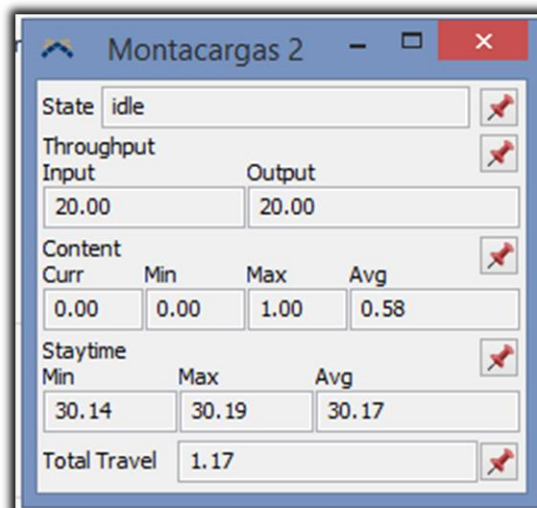 Montacargas 2
State idle
Throughput
Input Output
20.00 20.00
Content
Curr Min Max Avg
0.00 0.00 1.00 0.58
Staytime
Min Max Avg
30.14 30.19 30.17
Total Travel 1.17